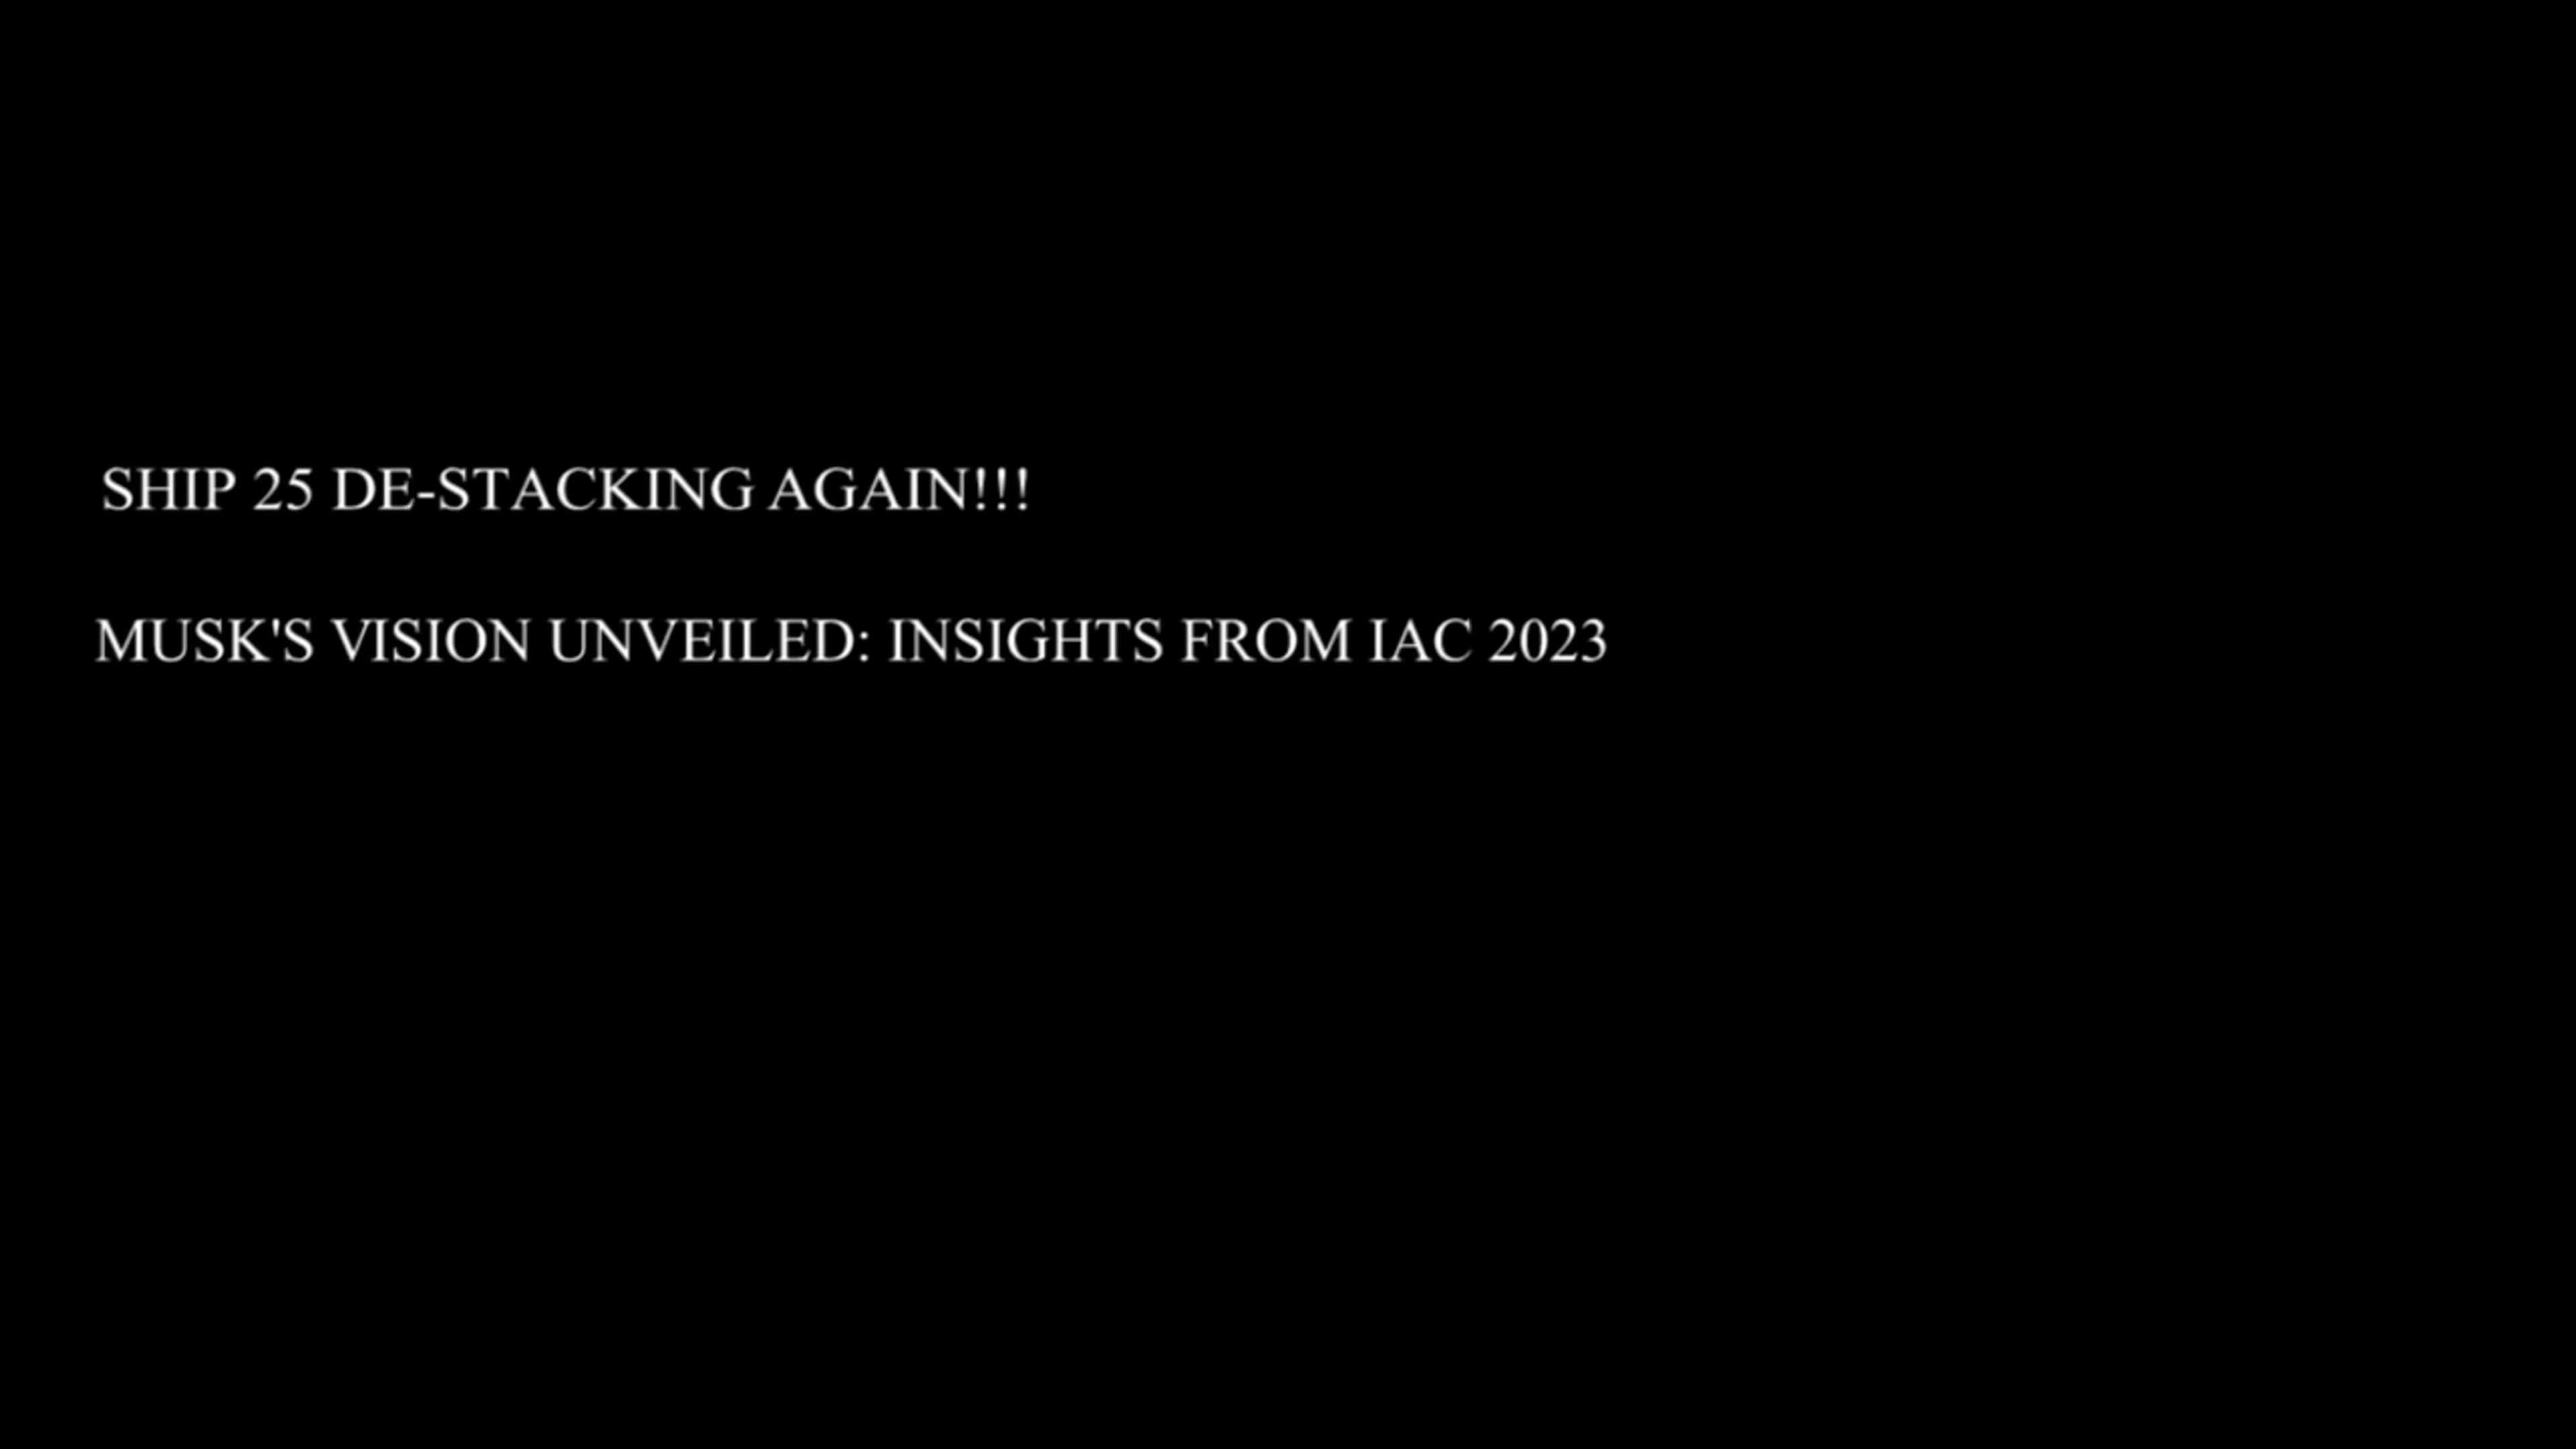 SHIP 25 DE-STACKING AGAIN!!!
MUSK'S VISION UNVEILED: INSIGHTS FROM IAC 2023